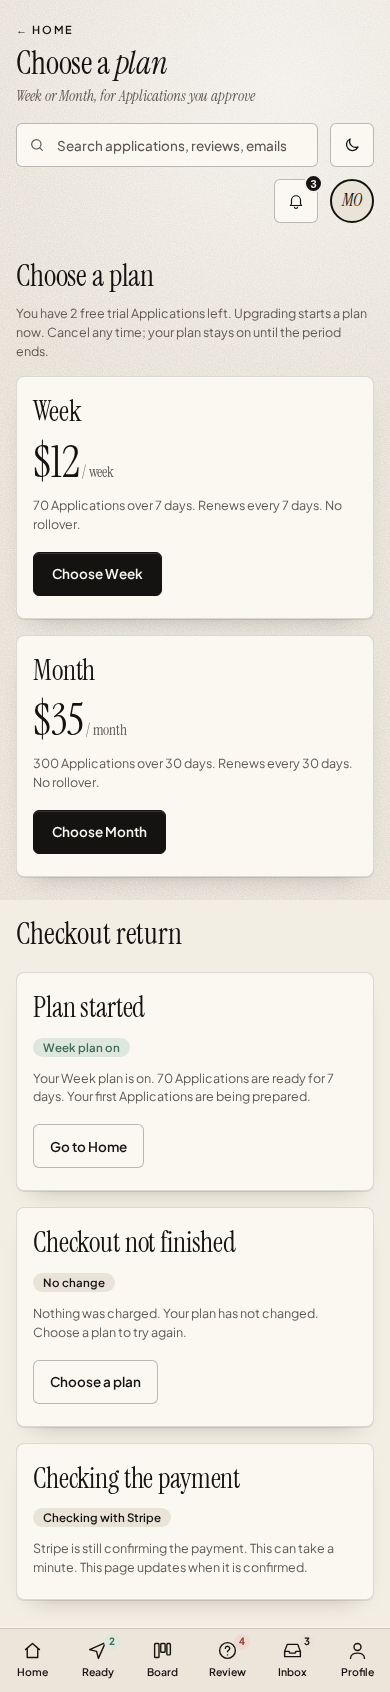 ← HOME
Choose a plan
Week or Month, for Applications you approve
Search applications, reviews, emails
3
MO
Choose a plan
You have 2 free trial Applications left. Upgrading starts a plan
now. Cancel any time; your plan stays on until the period
ends.
Week
$12 / week
70 Applications over 7 days. Renews every 7 days. No
rollover.
Choose Week
Month
$35 / month
300 Applications over 30 days. Renews every 30 days.
No rollover.
Choose Month
Checkout return
Plan started
Week plan on
Your Week plan is on. 70 Applications are ready for 7
days. Your first Applications are being prepared.
Go to Home
Checkout not finished
No change
Nothing was charged. Your plan has not changed.
Choose a plan to try again.
Choose a plan
Checking the payment
Checking with Stripe
Stripe is still confirming the payment. This can take a
minute. This page updates when it is confirmed.
2 4 3
Home Ready Board Review Inbox Profile